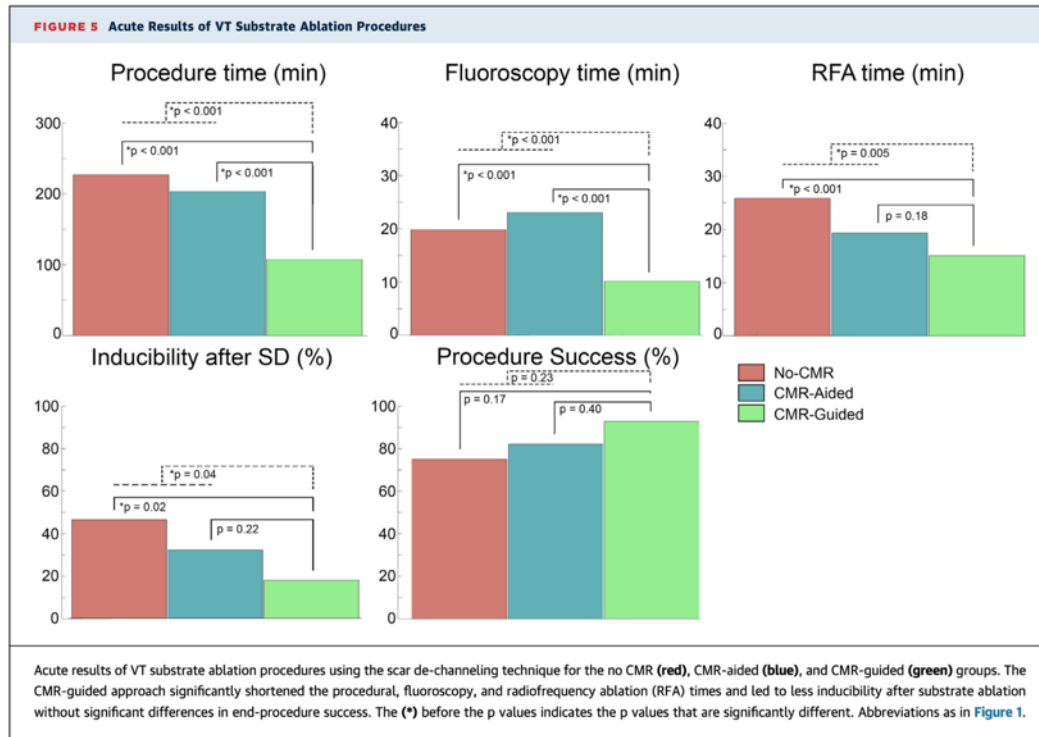 FIGURE 5 Acute Results of VT Substrate Ablation Procedures
Procedure time (min)
*p < 0.001
*p < 0.001
*p < 0.001
300
200
100
0
Fluoroscopy time (min)
*p < 0.001
*p < 0.001
*p < 0.001
40
30
20
10
0
RFA time (min)
*p = 0.005
*p < 0.001
p = 0.18
40
30
20
10
0
Inducibility after SD (%)
*p = 0.04
*p = 0.02
p = 0.22
100
80
60
40
20
0
Procedure Success (%)
p = 0.23
p = 0.17
p = 0.40
100
80
60
40
20
0
No-CMR
CMR-Aided
CMR-Guided
Acute results of VT substrate ablation procedures using the scar de-channeling technique for the no CMR (red), CMR-aided (blue), and CMR-guided (green) groups. The
CMR-guided approach significantly shortened the procedural, fluoroscopy, and radiofrequency ablation (RFA) times and led to less inducibility after substrate ablation
without significant differences in end-procedure success. The (*) before the p values indicates the p values that are significantly different. Abbreviations as in Figure 1.